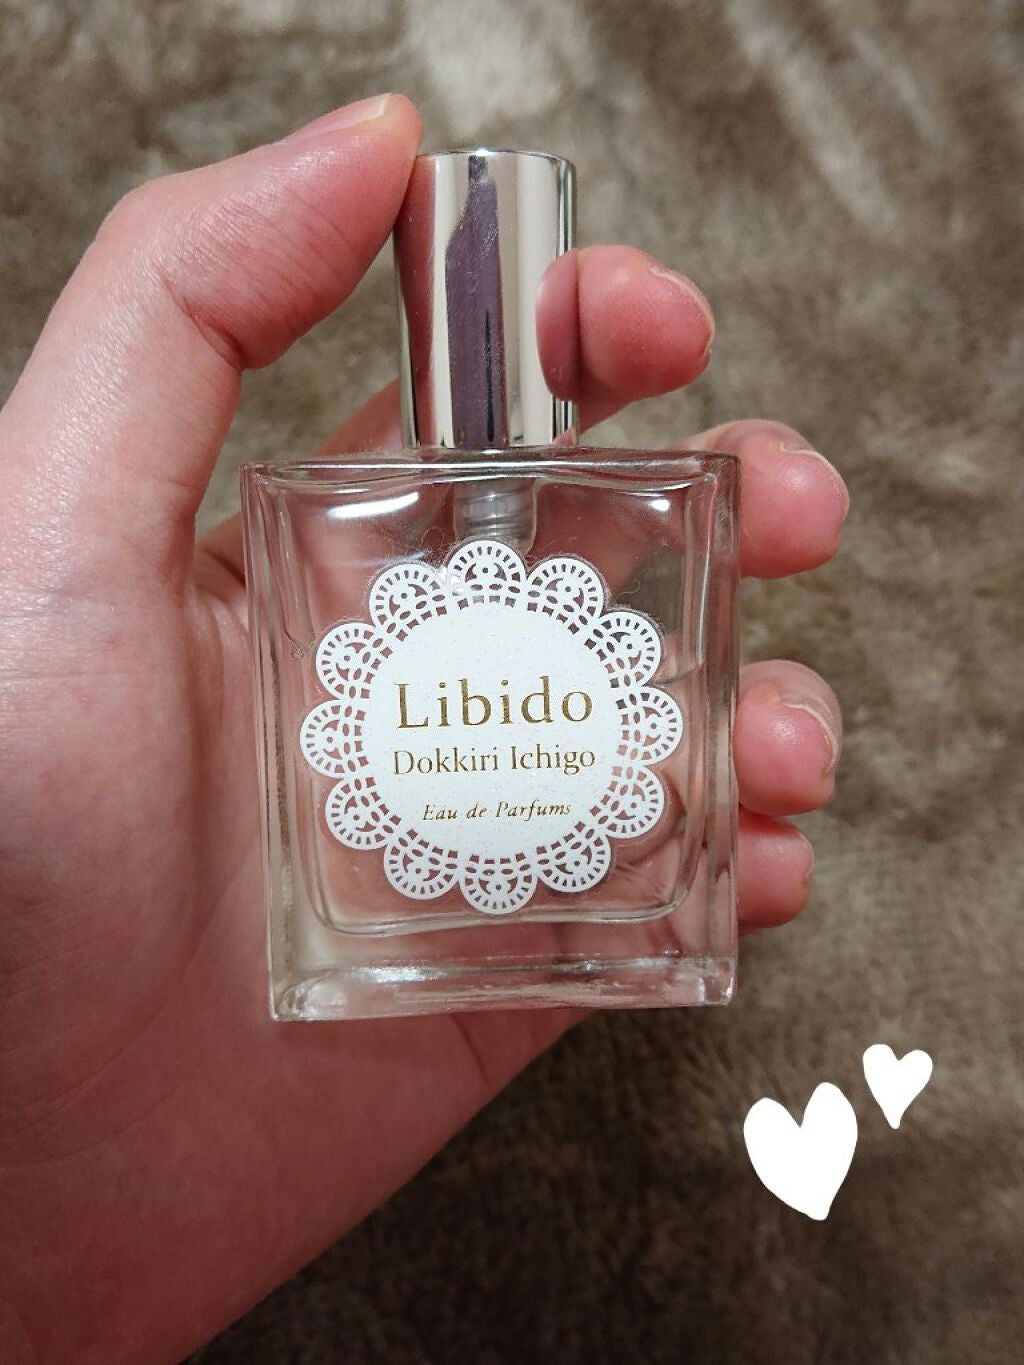 Libido
Dokkiri Ichigo
Eau de Parfums